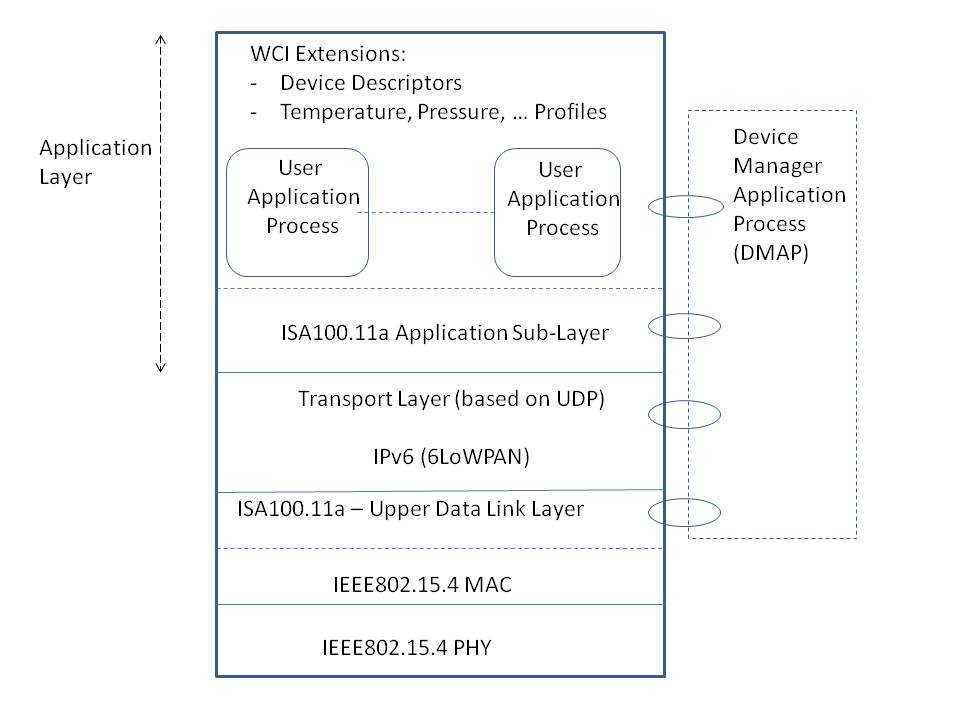 WCI Extensions:
- Device Descriptors
- Temperature, Pressure, … Profiles
Application
Layer
User
Application
Process
User
Application
Process
Device
Manager
Application
Process
(DMAP)
ISA100.11a Application Sub-Layer
Transport Layer (based on UDP)
IPv6 (6LoWPAN)
ISA100.11a – Upper Data Link Layer
IEEE802.15.4 MAC
IEEE802.15.4 PHY